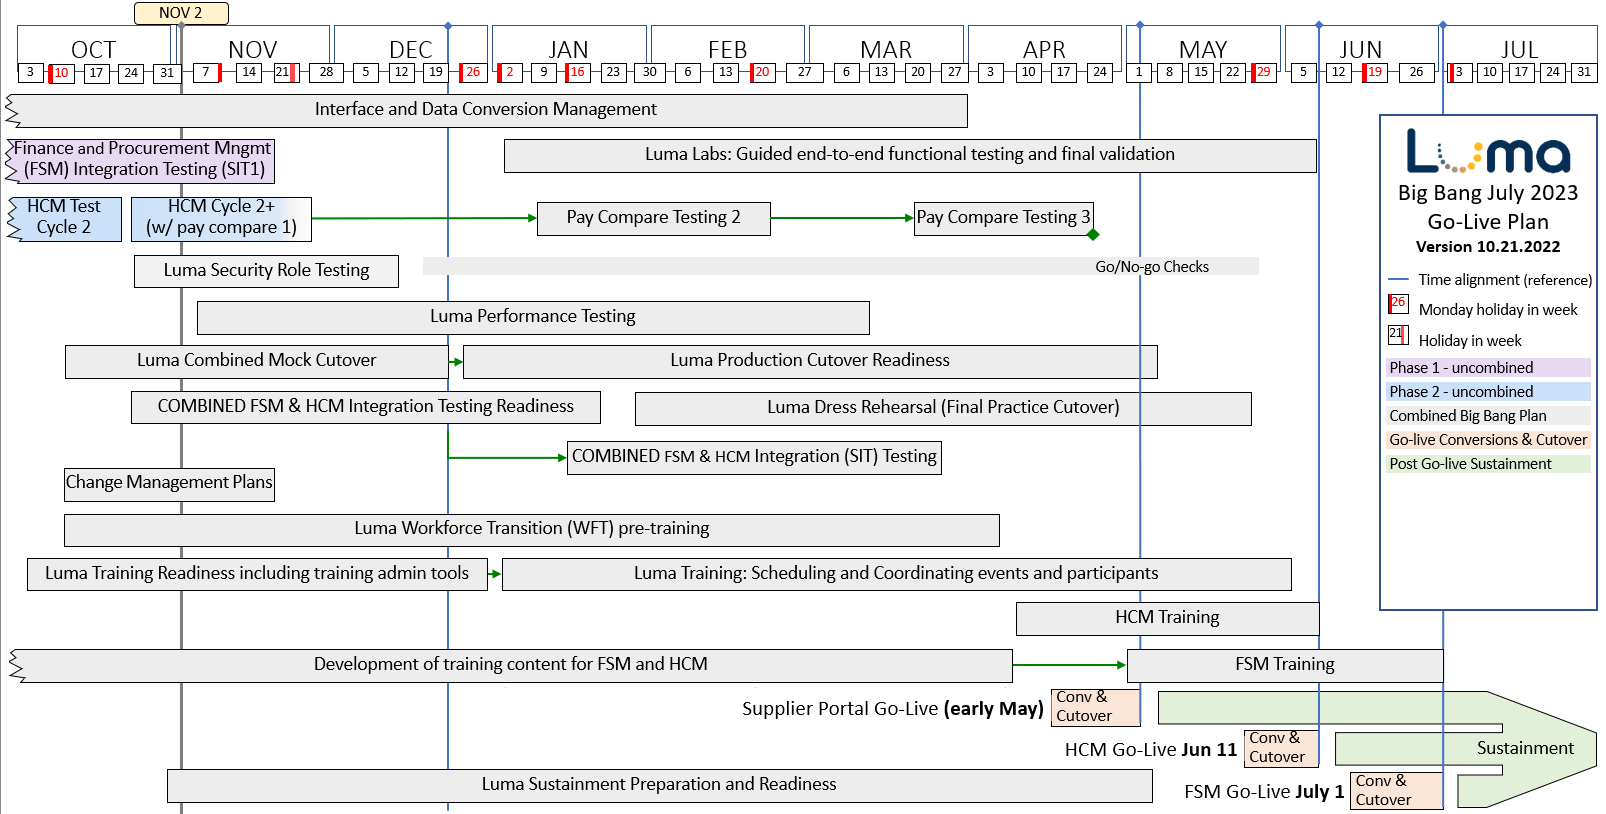 NOV 2
OCT NOV DEC JAN FEB MAR APR MAY JUN JUL
3 10 17 24 31 7 14 21 28 5 12 19 26 2 9 16 23 30 6 13 20 27 6 13 20 27 3 10 17 24 1 8 15 22 29 5 12 19 26 3 10 17 24 31
Interface and Data Conversion Management
Finance and Procurement Mngmt
(FSM) Integration Testing (SIT1)
Luma Labs: Guided end-to-end functional testing and final validation
HCM Test
Cycle 2
HCM Cycle 2+
(w/ pay compare 1)
Pay Compare Testing 2
Pay Compare Testing 3
Luma Security Role Testing
Go/No-go Checks
Luma Performance Testing
Luma Combined Mock Cutover
Luma Production Cutover Readiness
COMBINED FSM & HCM Integration Testing Readiness
Luma Dress Rehearsal (Final Practice Cutover)
COMBINED FSM & HCM Integration (SIT) Testing
Change Management Plans
Luma Workforce Transition (WFT) pre-training
Luma Training Readiness including training admin tools
Luma Training: Scheduling and Coordinating events and participants
HCM Training
Development of training content for FSM and HCM
FSM Training
Supplier Portal Go-Live (early May)
Conv &
Cutover
HCM Go-Live Jun 11
Conv &
Cutover
Sustainment
Luma Sustainment Preparation and Readiness
FSM Go-Live July 1
Conv &
Cutover
Luma
Big Bang July 2023
Go-Live Plan
Version 10.21.2022
Time alignment (reference)
26 Monday holiday in week
21 Holiday in week
Phase 1 - uncombined
Phase 2 - uncombined
Combined Big Bang Plan
Go-live Conversions & Cutover
Post Go-live Sustainment